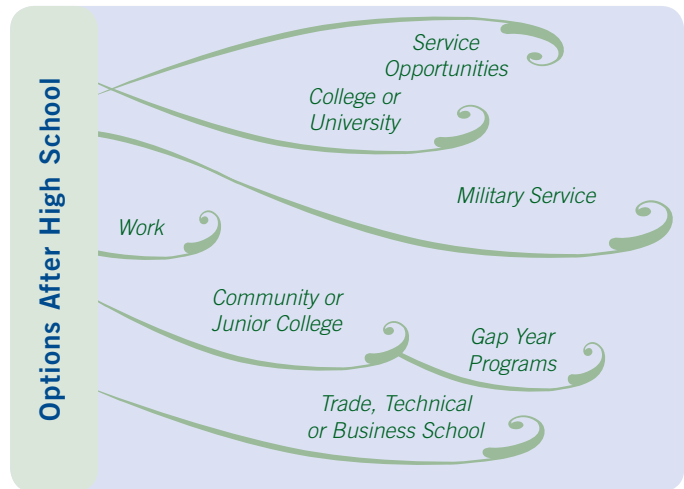 Options After High School
Service
Opportunities
College or
University
Military Service
Work
Community or
Junior College
Gap Year
Programs
Trade, Technical
or Business School